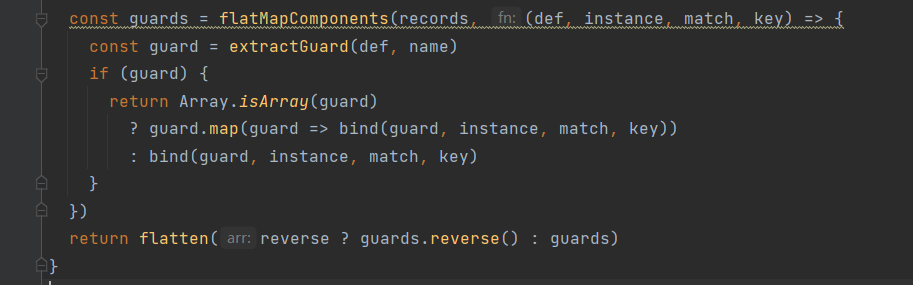 const guards = flatMapComponents(records, fn: (def, instance, match, key) => {
  const guard = extractGuard(def, name)
  if (guard) {
    return Array.isArray(guard)
      ? guard.map(guard => bind(guard, instance, match, key))
      : bind(guard, instance, match, key)
  }
})
return flatten( arr: reverse ? guards.reverse() : guards)
}